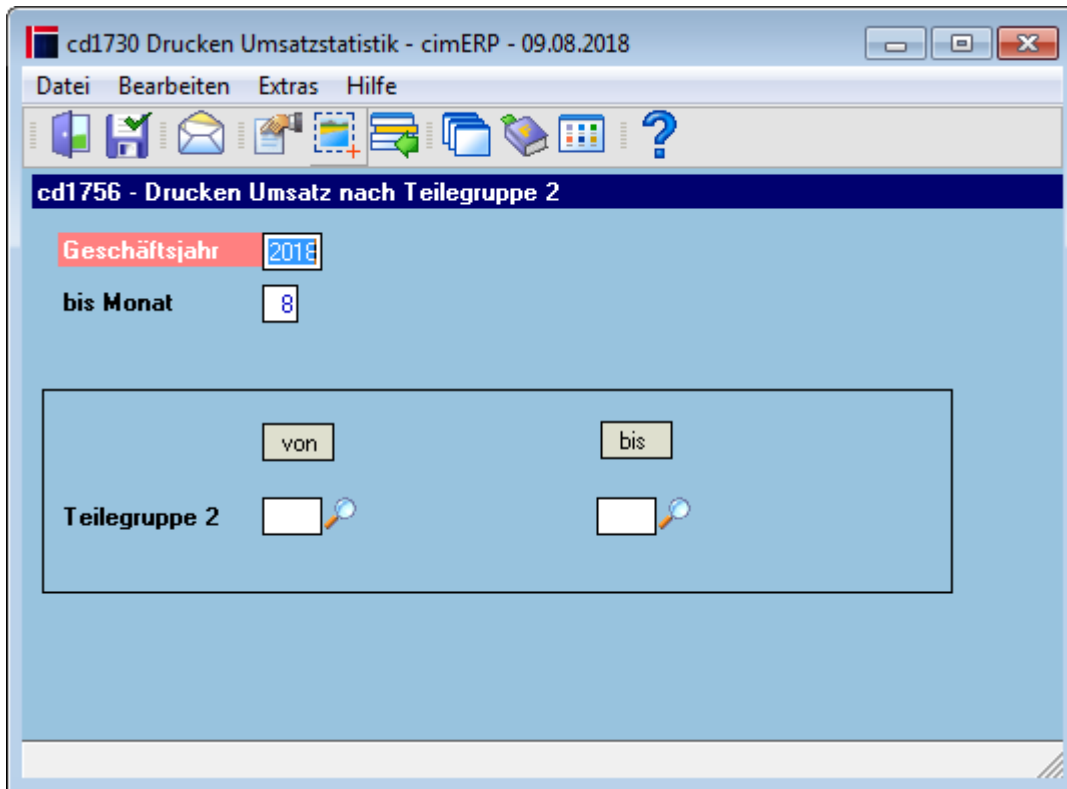 cd1730 Drucken Umsatzstatistik - cimERP - 09.08.2018
Datei Bearbeiten Extras Hilfe
cd1756 - Drucken Umsatz nach Teilegruppe 2
Geschäftsjahr 2018
bis Monat 8
von bis
Teilegruppe 2